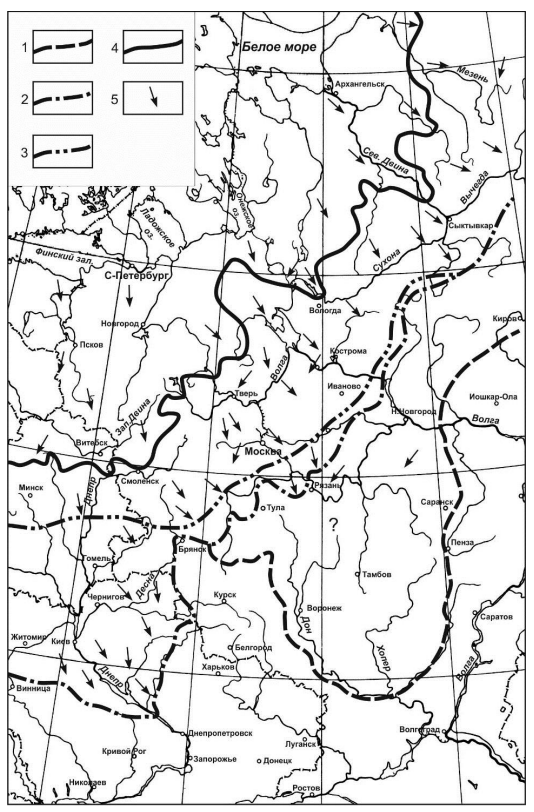 1
4
2
5
3
Белое море
Архангельск
Мезень
Сев. Двина
Вычегда
Сыктывкар
Онежское
оз.
Ладожское
оз.
Финский зал.
С-Петербург
Сухона
Вологда
Новгород
Псков
Киров
Кострома
Волга
Иваново
Йошкар-Ола
Тверь
Зап.Двина
Н.Новгород
Волга
Витебск
Москва
Смоленск
Рязань
Минск
Днепр
Тула
Саранск
?
Брянск
Пенза
Гомель
Тамбов
Десна
Чернигов
Курск
Воронеж
Дон
Саратов
Житомир
Киев
Белгород
Хопер
Харьков
Волга
Днепр
Винница
Волгоград
Днепропетровск
Луганск
Кривой Рог
Запорожье
Донецк
Николаев
Ростов